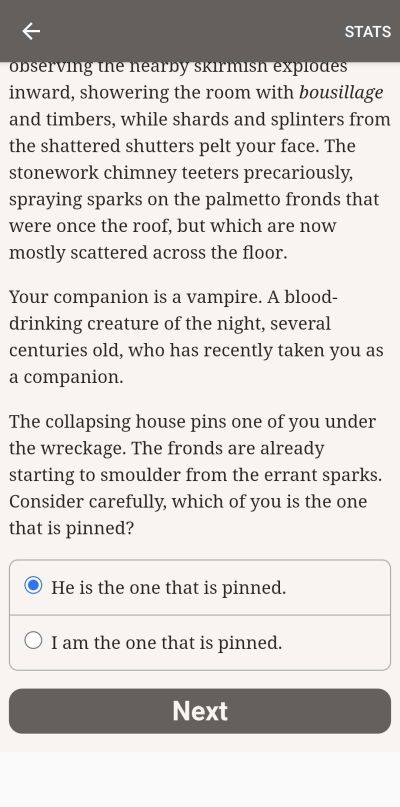 STATS
observing the nearby skirmish explodes
inward, showering the room with bousillage
and timbers, while shards and splinters from
the shattered shutters pelt your face. The
stonework chimney teeters precariously,
spraying sparks on the palmetto fronds that
were once the roof, but which are now
mostly scattered across the floor.
Your companion is a vampire. A blood-
drinking creature of the night, several
centuries old, who has recently taken you as
a companion.
The collapsing house pins one of you under
the wreckage. The fronds are already
starting to smoulder from the errant sparks.
Consider carefully, which of you is the one
that is pinned?
He is the one that is pinned.
I am the one that is pinned.
Next